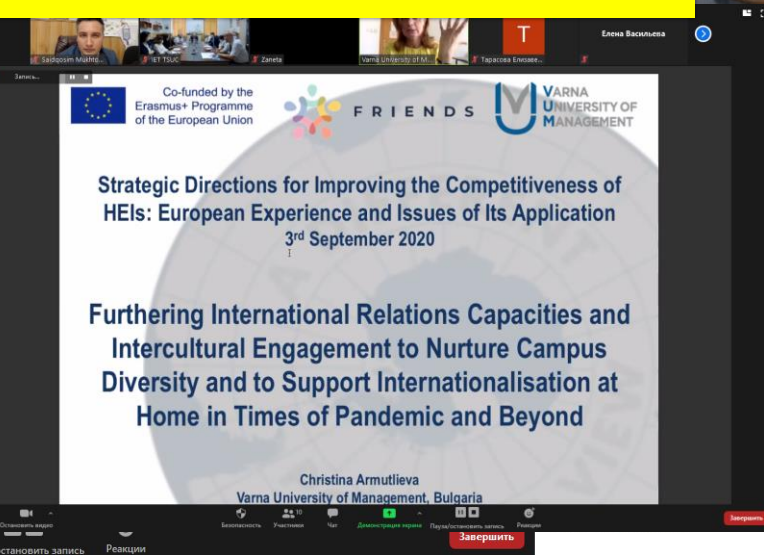 Saidqosim Mukhto...
IET TSUC
Zaneta
Varna University of M...
T
Тарасова Елизаве...
Елена Васильева
Запись...
Co-funded by the
Erasmus+ Programme
of the European Union
FRIENDS
VARNA
UNIVERSITY OF
MANAGEMENT
Strategic Directions for Improving the Competitiveness of
HEIs: European Experience and Issues of Its Application
3rd September 2020
Furthering International Relations Capacities and
Intercultural Engagement to Nurture Campus
Diversity and to Support Internationalisation at
Home in Times of Pandemic and Beyond
Christina Armutlieva
Varna University of Management, Bulgaria
VIEW
Остановить видео
Безопасность
Участники
10
Чат
Демонстрация экрана
Пауза/остановить запись
Реакции
Завершить
остановить запись
Реакции
Завершить